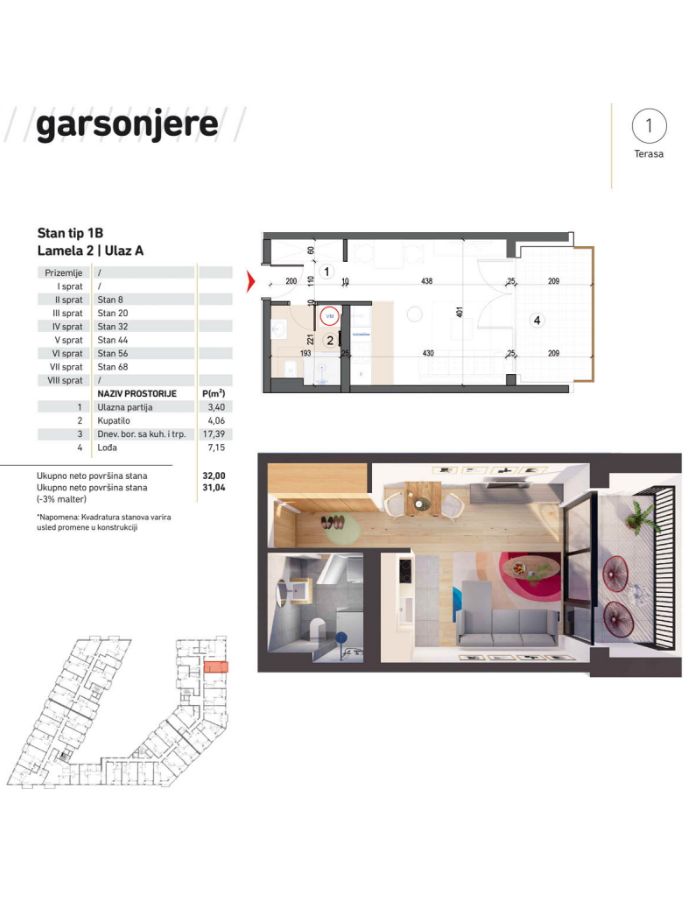 garsonjere
1
Terasa
Stan tip 1B
Lamela 2 | Ulaz A
Prizemlje /
I sprat /
II sprat Stan 8
III sprat Stan 20
IV sprat Stan 32
V sprat Stan 44
VI sprat Stan 56
VII sprat Stan 68
VIII sprat /
NAZIV PROSTORIJE P(m²)
1 Ulazna partija 3,40
2 Kupatilo 4,06
3 Dnev. bor. sa kuh. i trp. 17,39
4 Lođa 7,15
Ukupno neto površina stana 32,00
Ukupno neto površina stana 31,04
(-3% malter)
*Napomena: Kvadratura stanova varira
usled promene u konstrukciji
60
1
200 110 10 438 25 209
401
4
10
VM
2
221
193 25 430 25 209